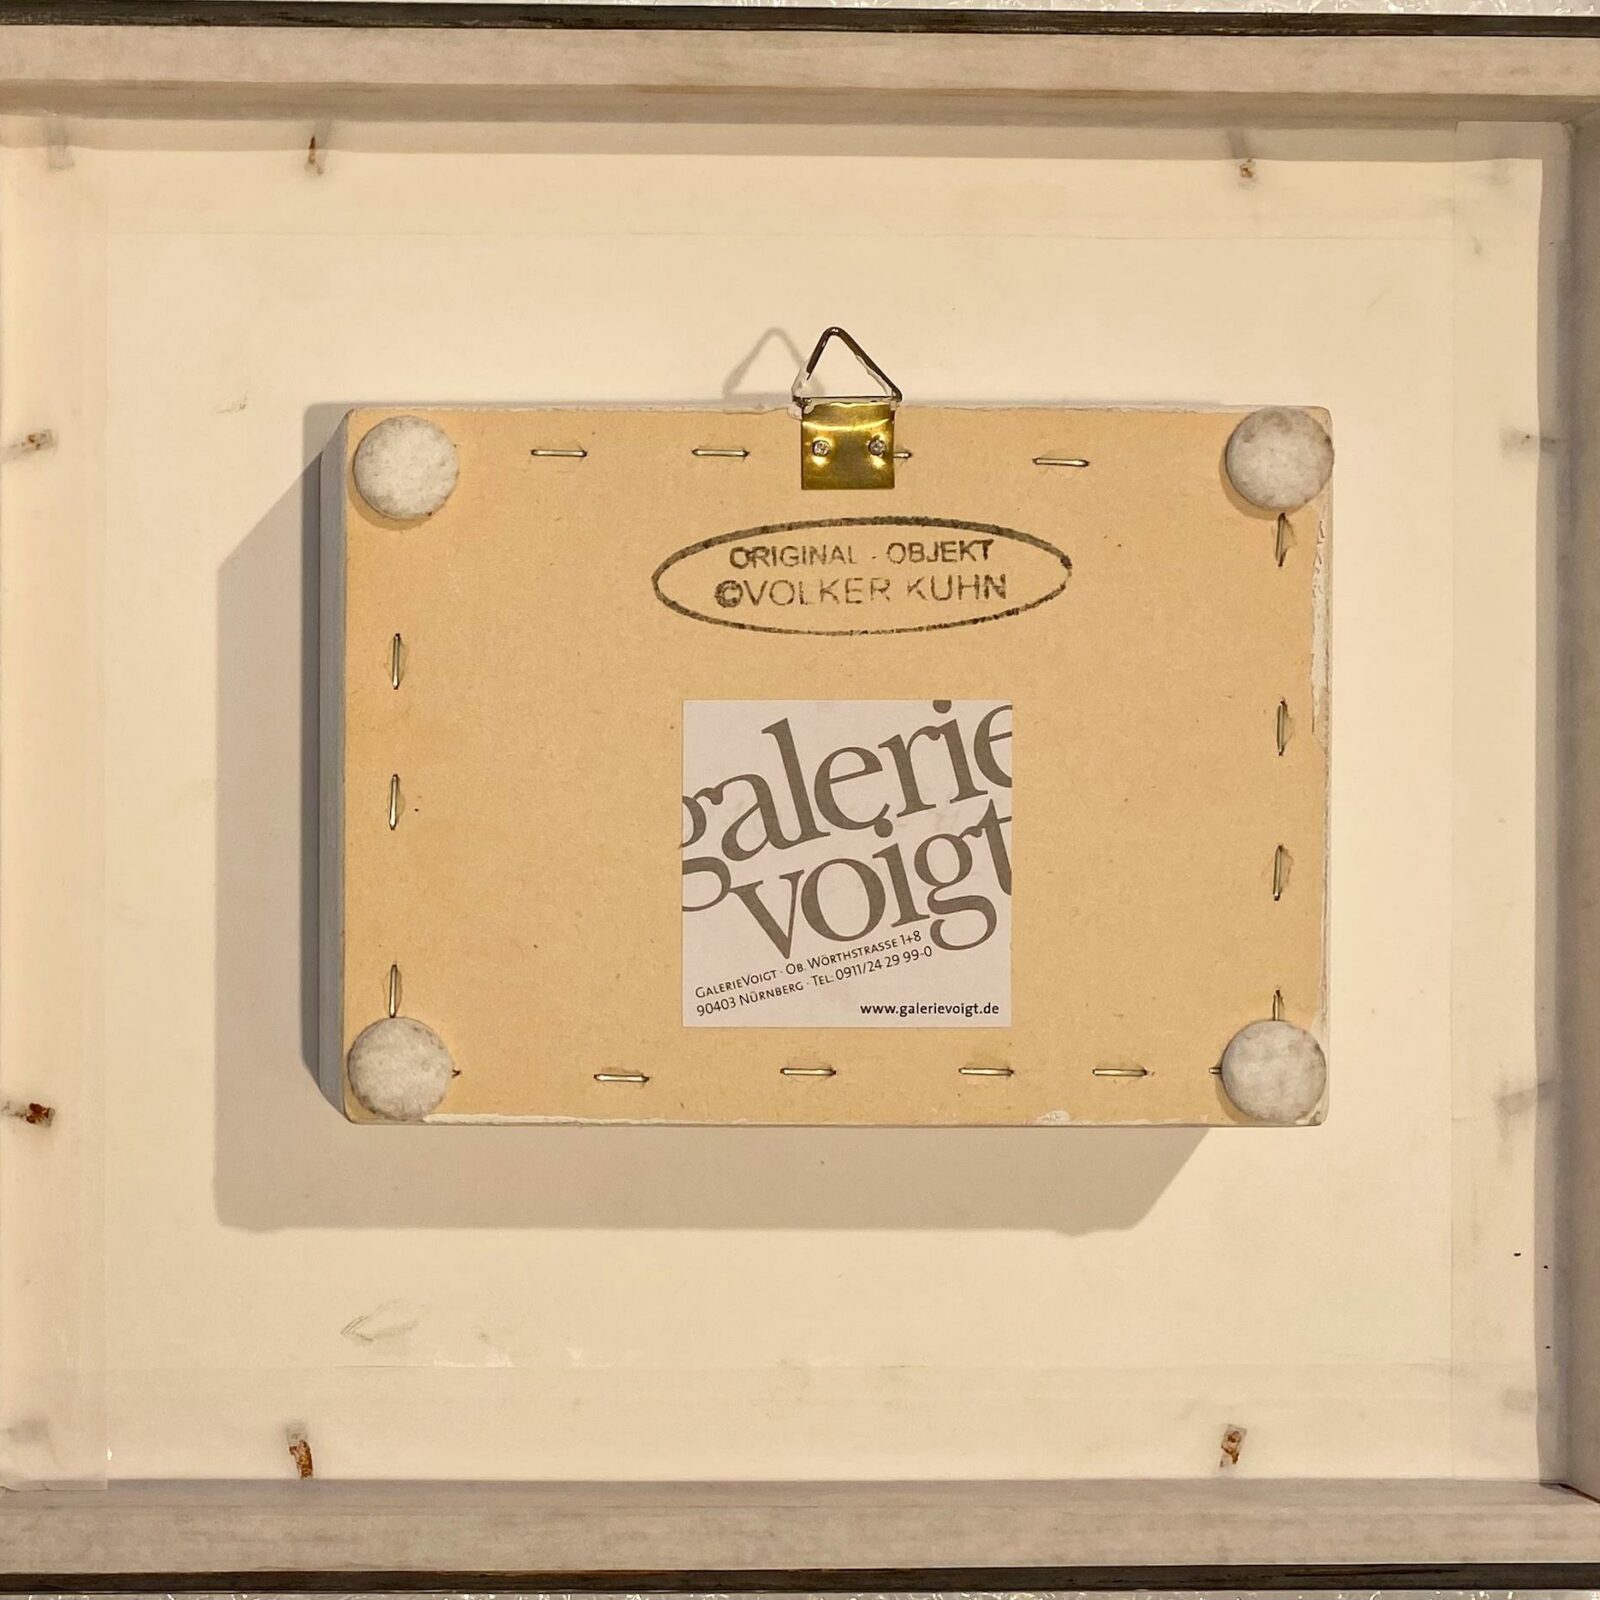 ORIGINAL - OBJEKT
©VOLKER KUHN
galerie
voigt
GALERIEVOIGT · OB. WÖRTHSTRASSE 1+8
90403 NÜRNBERG · TEL: 0911/24 29 99-0
www.galerievoigt.de